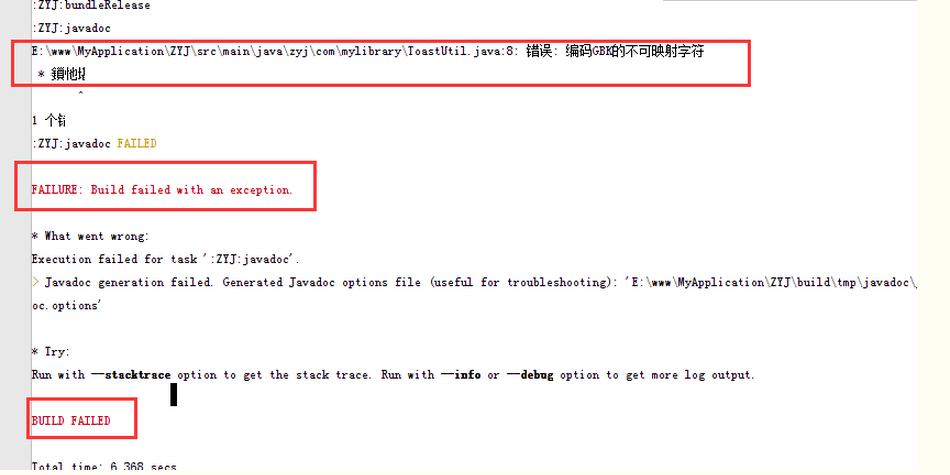 :ZYJ:bundleRelease
:ZYJ:javadoc
E:\www\MyApplication\ZYJ\src\main\java\zyj\com\mylibrary\ToastUtil.java:8: 错误: 编码GBK的不可映射字符
*
^
1 个
:ZYJ:javadoc FAILED
FAILURE: Build failed with an exception.
* What went wrong:
Execution failed for task ':ZYJ:javadoc'.
> Javadoc generation failed. Generated Javadoc options file (useful for troubleshooting): 'E:\www\MyApplication\ZYJ\build\tmp\javadoc\
oc.options'
* Try:
Run with --stacktrace option to get the stack trace. Run with --info or --debug option to get more log output.
BUILD FAILED
Total time: 6.368 secs